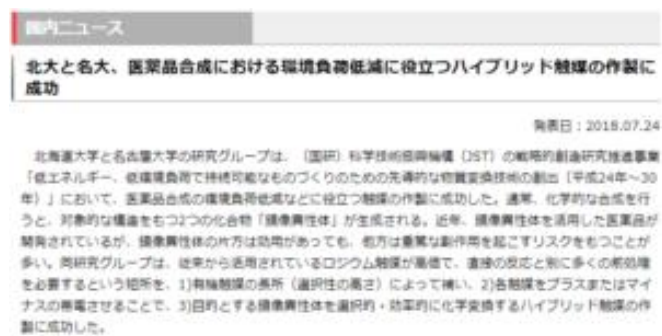 国内ニュース
北大と名大、医薬品合成における環境負荷低減に役立つハイブリッド触媒の作製に
成功
発表日：2018.07.24
北海道大学と名古屋大学の研究グループは、（国研）科学技術振興機構（JST）の戦略的創造研究推進事業
「低エネルギー、低環境負荷で持続可能なものづくりのための先導的な物質変換技術の創出（平成24年～30
年）」において、医薬品合成の環境負荷低減などに役立つ触媒の作製に成功した。通常、化学的な合成を行
うと、対象的な構造をもつ2つの化合物「鏡像異性体」が生成される。近年、鏡像異性体を活用した医薬品が
開発されているが、鏡像異性体の片方は効用があっても、他方は重篤な副作用を起こすリスクをもつことが
多い。同研究グループは、従来から活用されているロジウム触媒が高価で、直接の反応と別に多くの前処理
を必要するという短所を、1)有機触媒の長所（選択性の高さ）によって補い、2)各触媒をプラスまたはマイ
ナスの帯電させることで、3)目的とする鏡像異性体を選択的・効率的に化学変換するハイブリッド触媒の作
製に成功した。